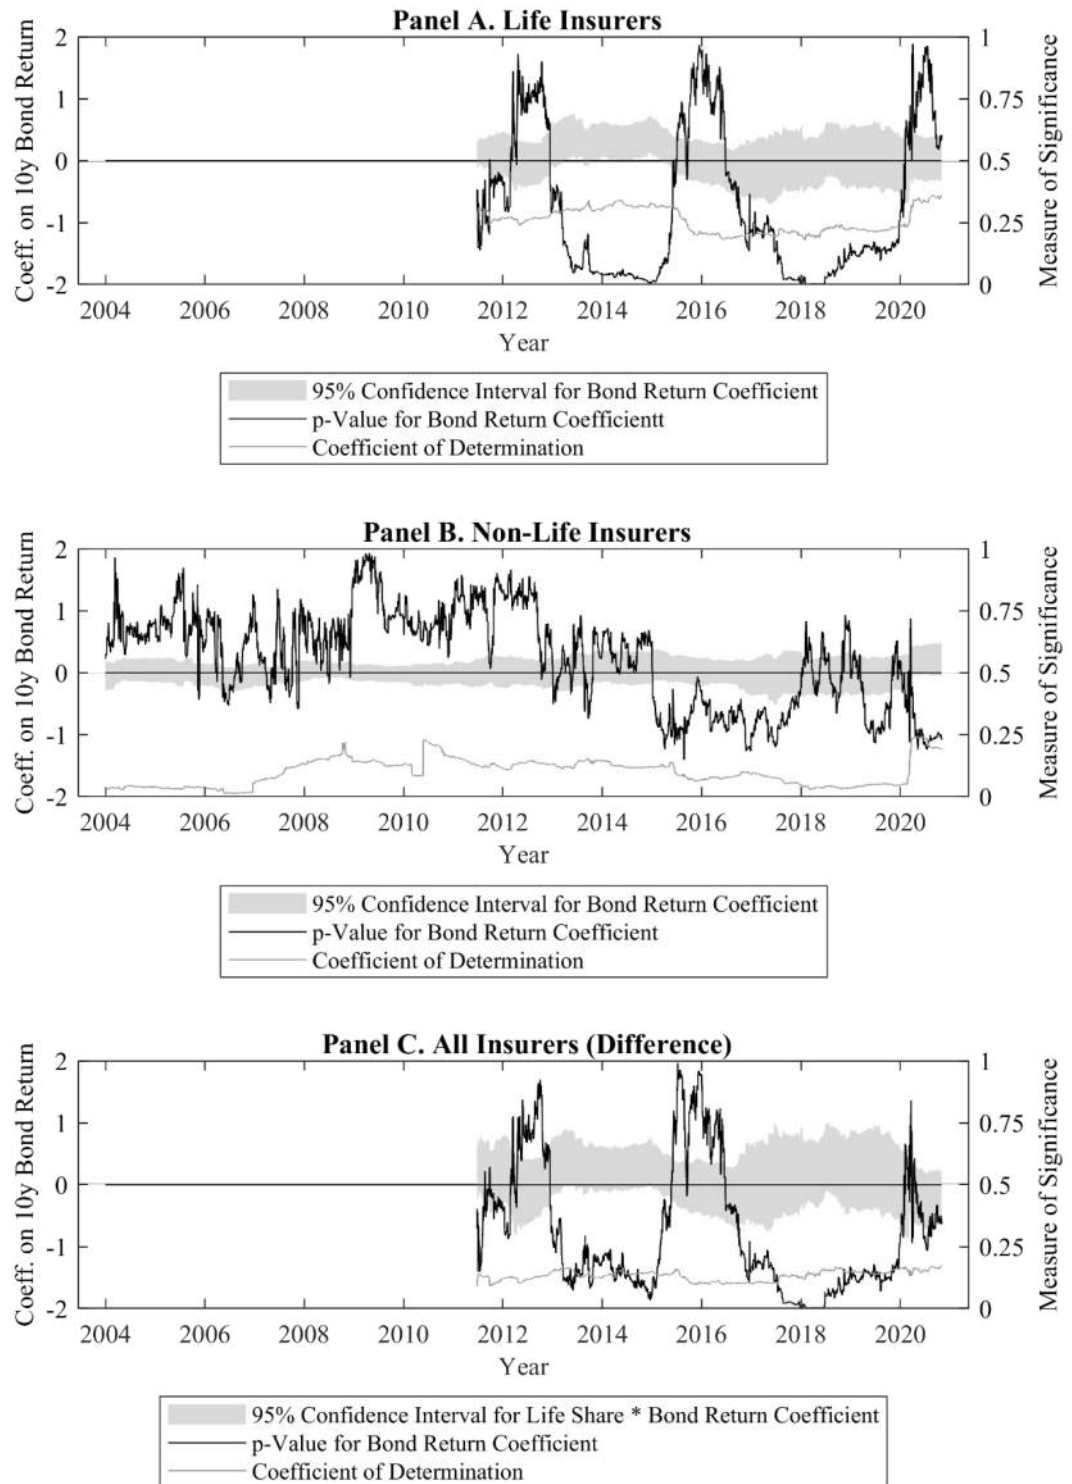 Panel A. Life Insurers
Coeff. on 10y Bond Return
2
1
0
-1
-2
1
0.75
0.5
0.25
0
Measure of Significance
2004 2006 2008 2010 2012 2014 2016 2018 2020
Year
95% Confidence Interval for Bond Return Coefficient
p-Value for Bond Return Coefficientt
Coefficient of Determination
Panel B. Non-Life Insurers
Coeff. on 10y Bond Return
2
1
0
-1
-2
1
0.75
0.5
0.25
0
Measure of Significance
2004 2006 2008 2010 2012 2014 2016 2018 2020
Year
95% Confidence Interval for Bond Return Coefficient
p-Value for Bond Return Coefficient
Coefficient of Determination
Panel C. All Insurers (Difference)
Coeff. on 10y Bond Return
2
1
0
-1
-2
1
0.75
0.5
0.25
0
Measure of Significance
2004 2006 2008 2010 2012 2014 2016 2018 2020
Year
95% Confidence Interval for Life Share * Bond Return Coefficient
p-Value for Bond Return Coefficient
Coefficient of Determination